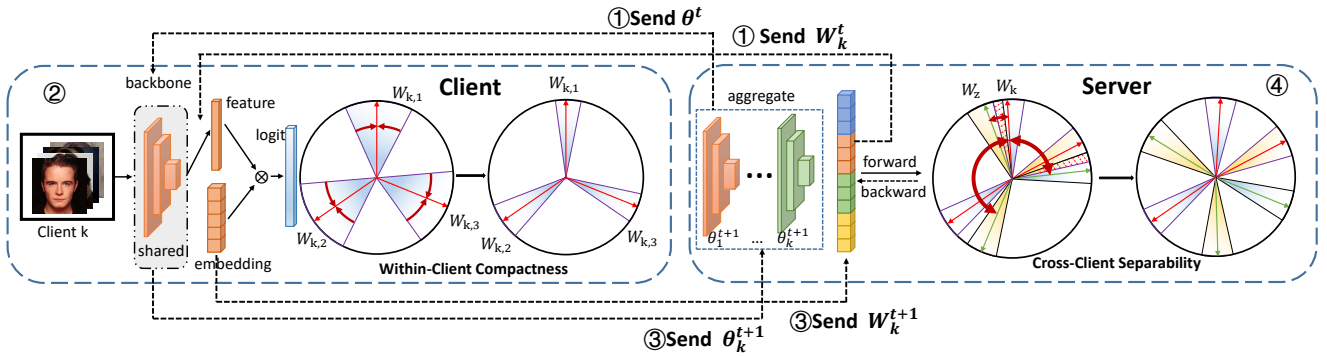 ①Send θ^t
① Send W_k^t
②
backbone
Client
feature
logit
W_k,1
W_k,1
W_k,2
W_k,3
W_k,2
W_k,3
Client k
shared
embedding
Within-Client Compactness
Server
④
aggregate
W_z W_k
forward
backward
θ_1^{t+1} ... θ_k^{t+1}
Cross-Client Separability
③Send θ_k^{t+1}
③Send W_k^{t+1}